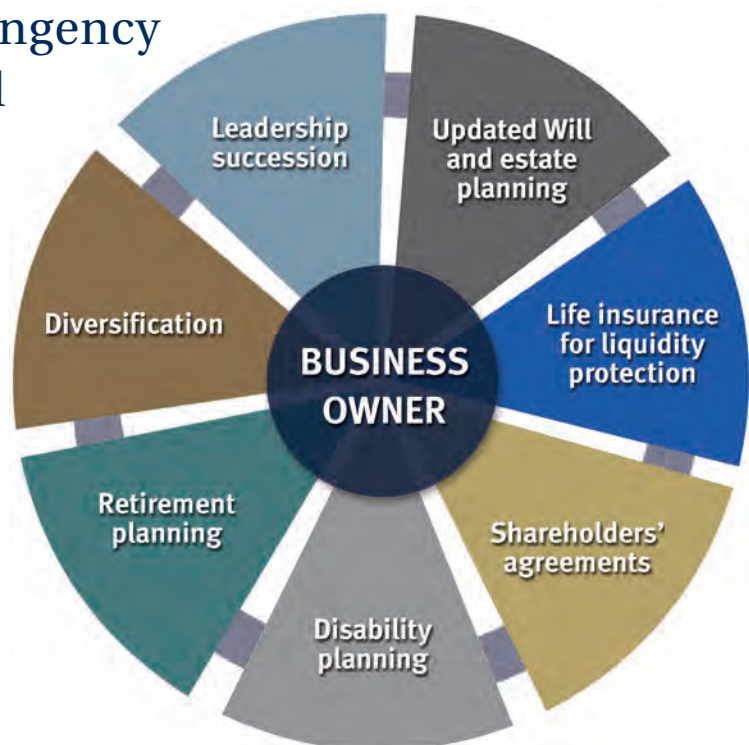 ngency
Leadership
succession
Updated Will
and estate
planning
Life insurance
for liquidity
protection
Shareholders'
agreements
Disability
planning
Retirement
planning
Diversification
BUSINESS
OWNER